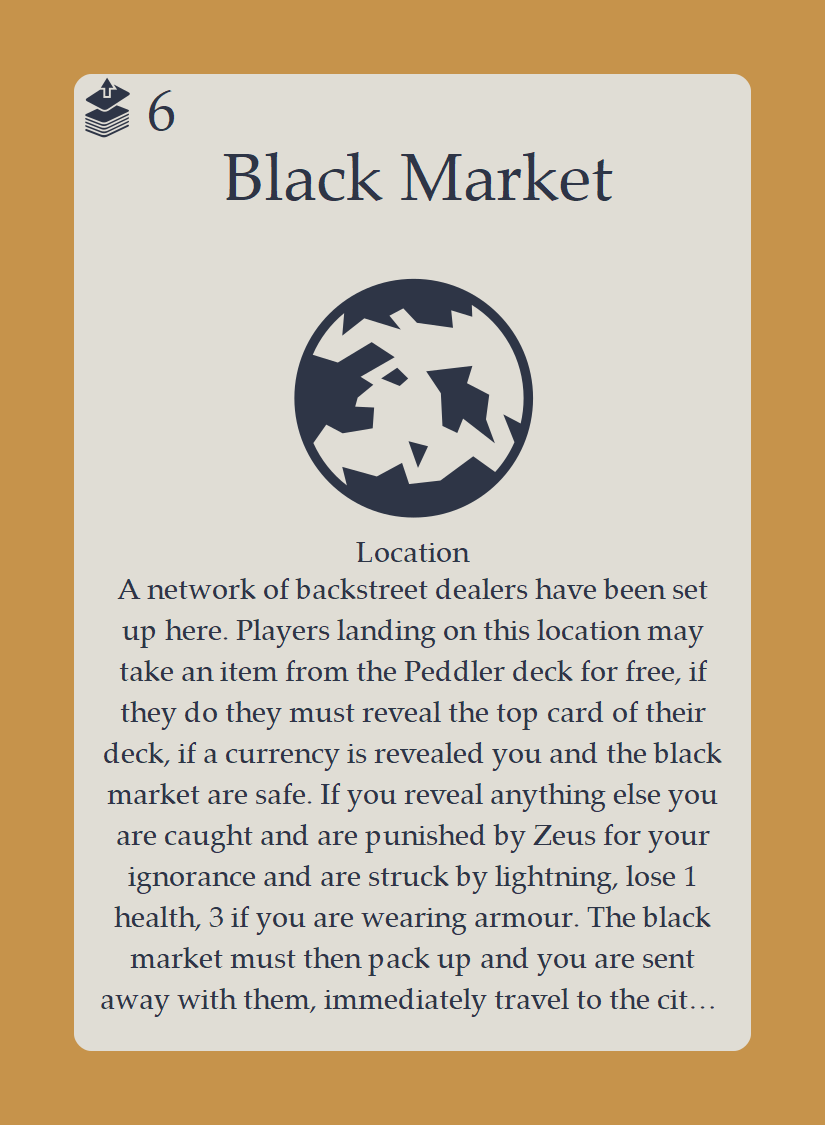 6
Black Market
Location
A network of backstreet dealers have been set
up here. Players landing on this location may
take an item from the Peddler deck for free, if
they do they must reveal the top card of their
deck, if a currency is revealed you and the black
market are safe. If you reveal anything else you
are caught and are punished by Zeus for your
ignorance and are struck by lightning, lose 1
health, 3 if you are wearing armour. The black
market must then pack up and you are sent
away with them, immediately travel to the cit…